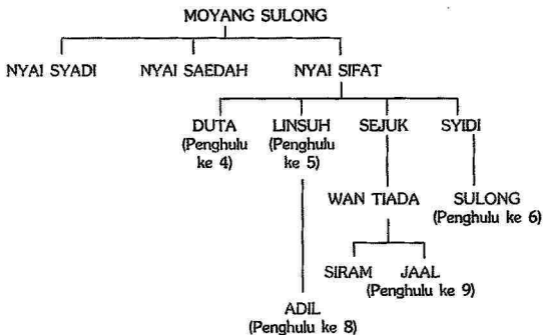 MOYANG SULONG
NYAI SYADI NYAI SAEDAH NYAI SIFAT
DUTA LINSUH SEJUK SYIDI
(Penghulu (Penghulu
ke 4) ke 5)
WAN TIADA SULONG
(Penghulu ke 6)
SIRAM JAAL
(Penghulu ke 9)
ADIL
(Penghulu ke 8)